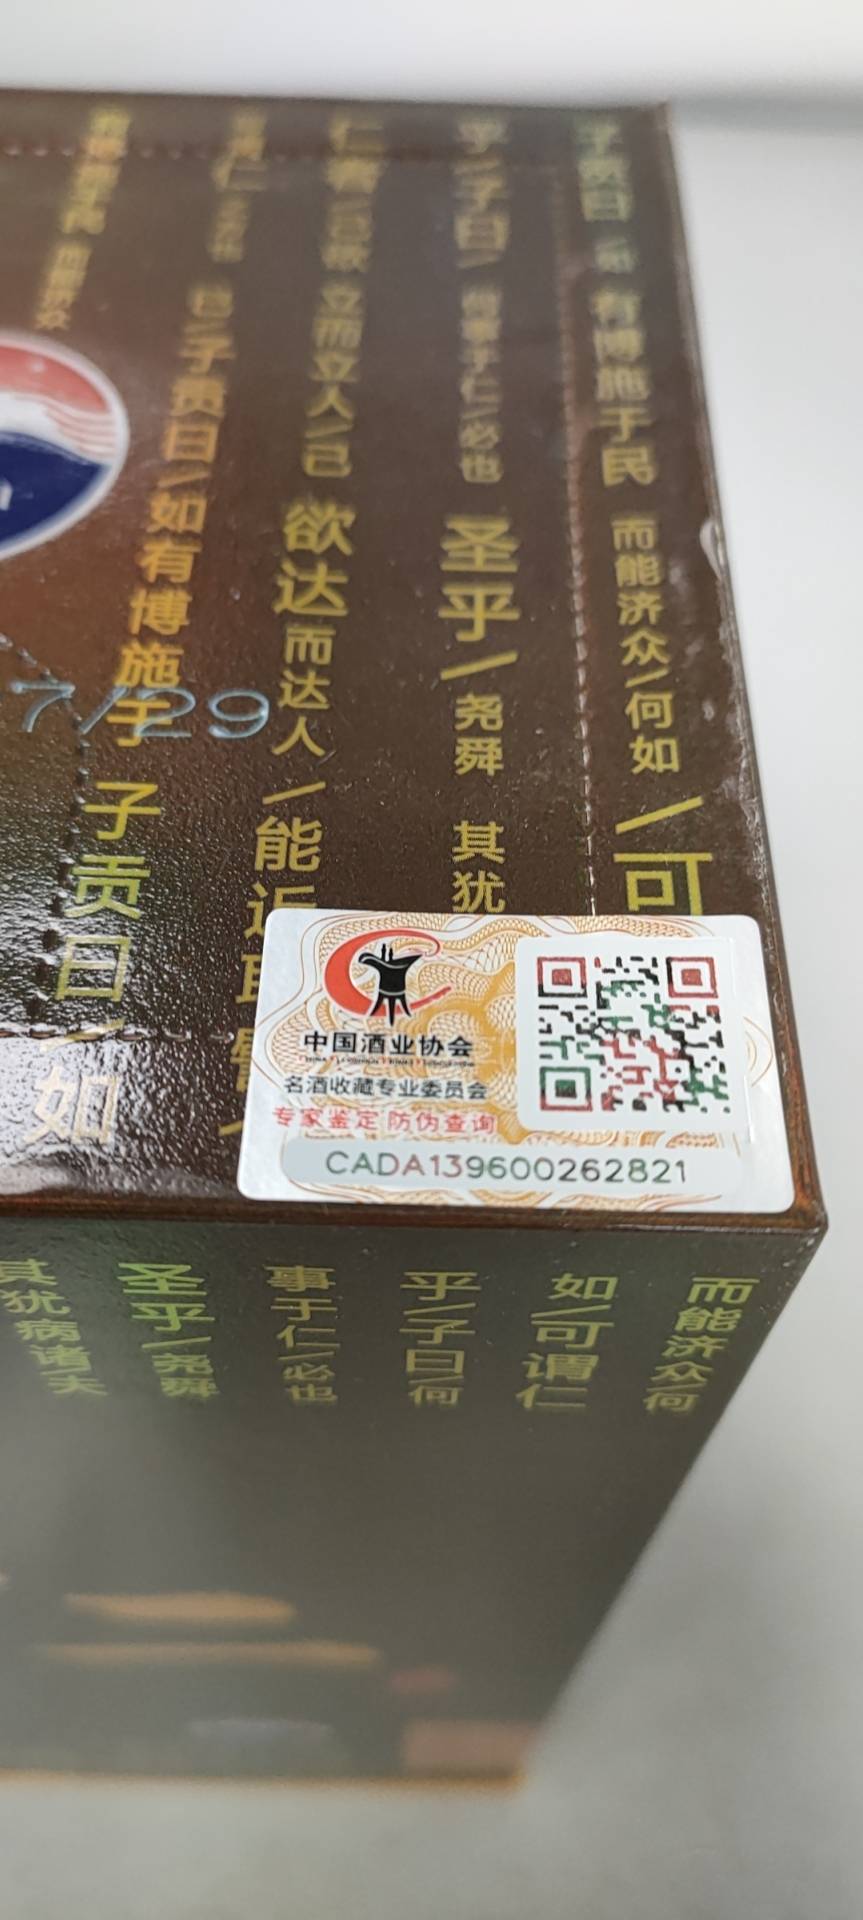 子贡曰 如 有博施于民 而能济众/何如 /可
乎/子曰/ 何事于仁/必也 圣乎/尧舜 其犹
仁者/己欲 立而立人/己 欲达而达人/能近取譬
已/子贡曰/如有博施于 子贡曰/如
7/29
中国酒业协会
名酒收藏专业委员会
专家鉴定 防伪查询
CADA139600262821
而能济众/何
如/可谓仁
乎/子曰/何
事于仁/必也
圣乎/尧舜
其犹病诸/夫